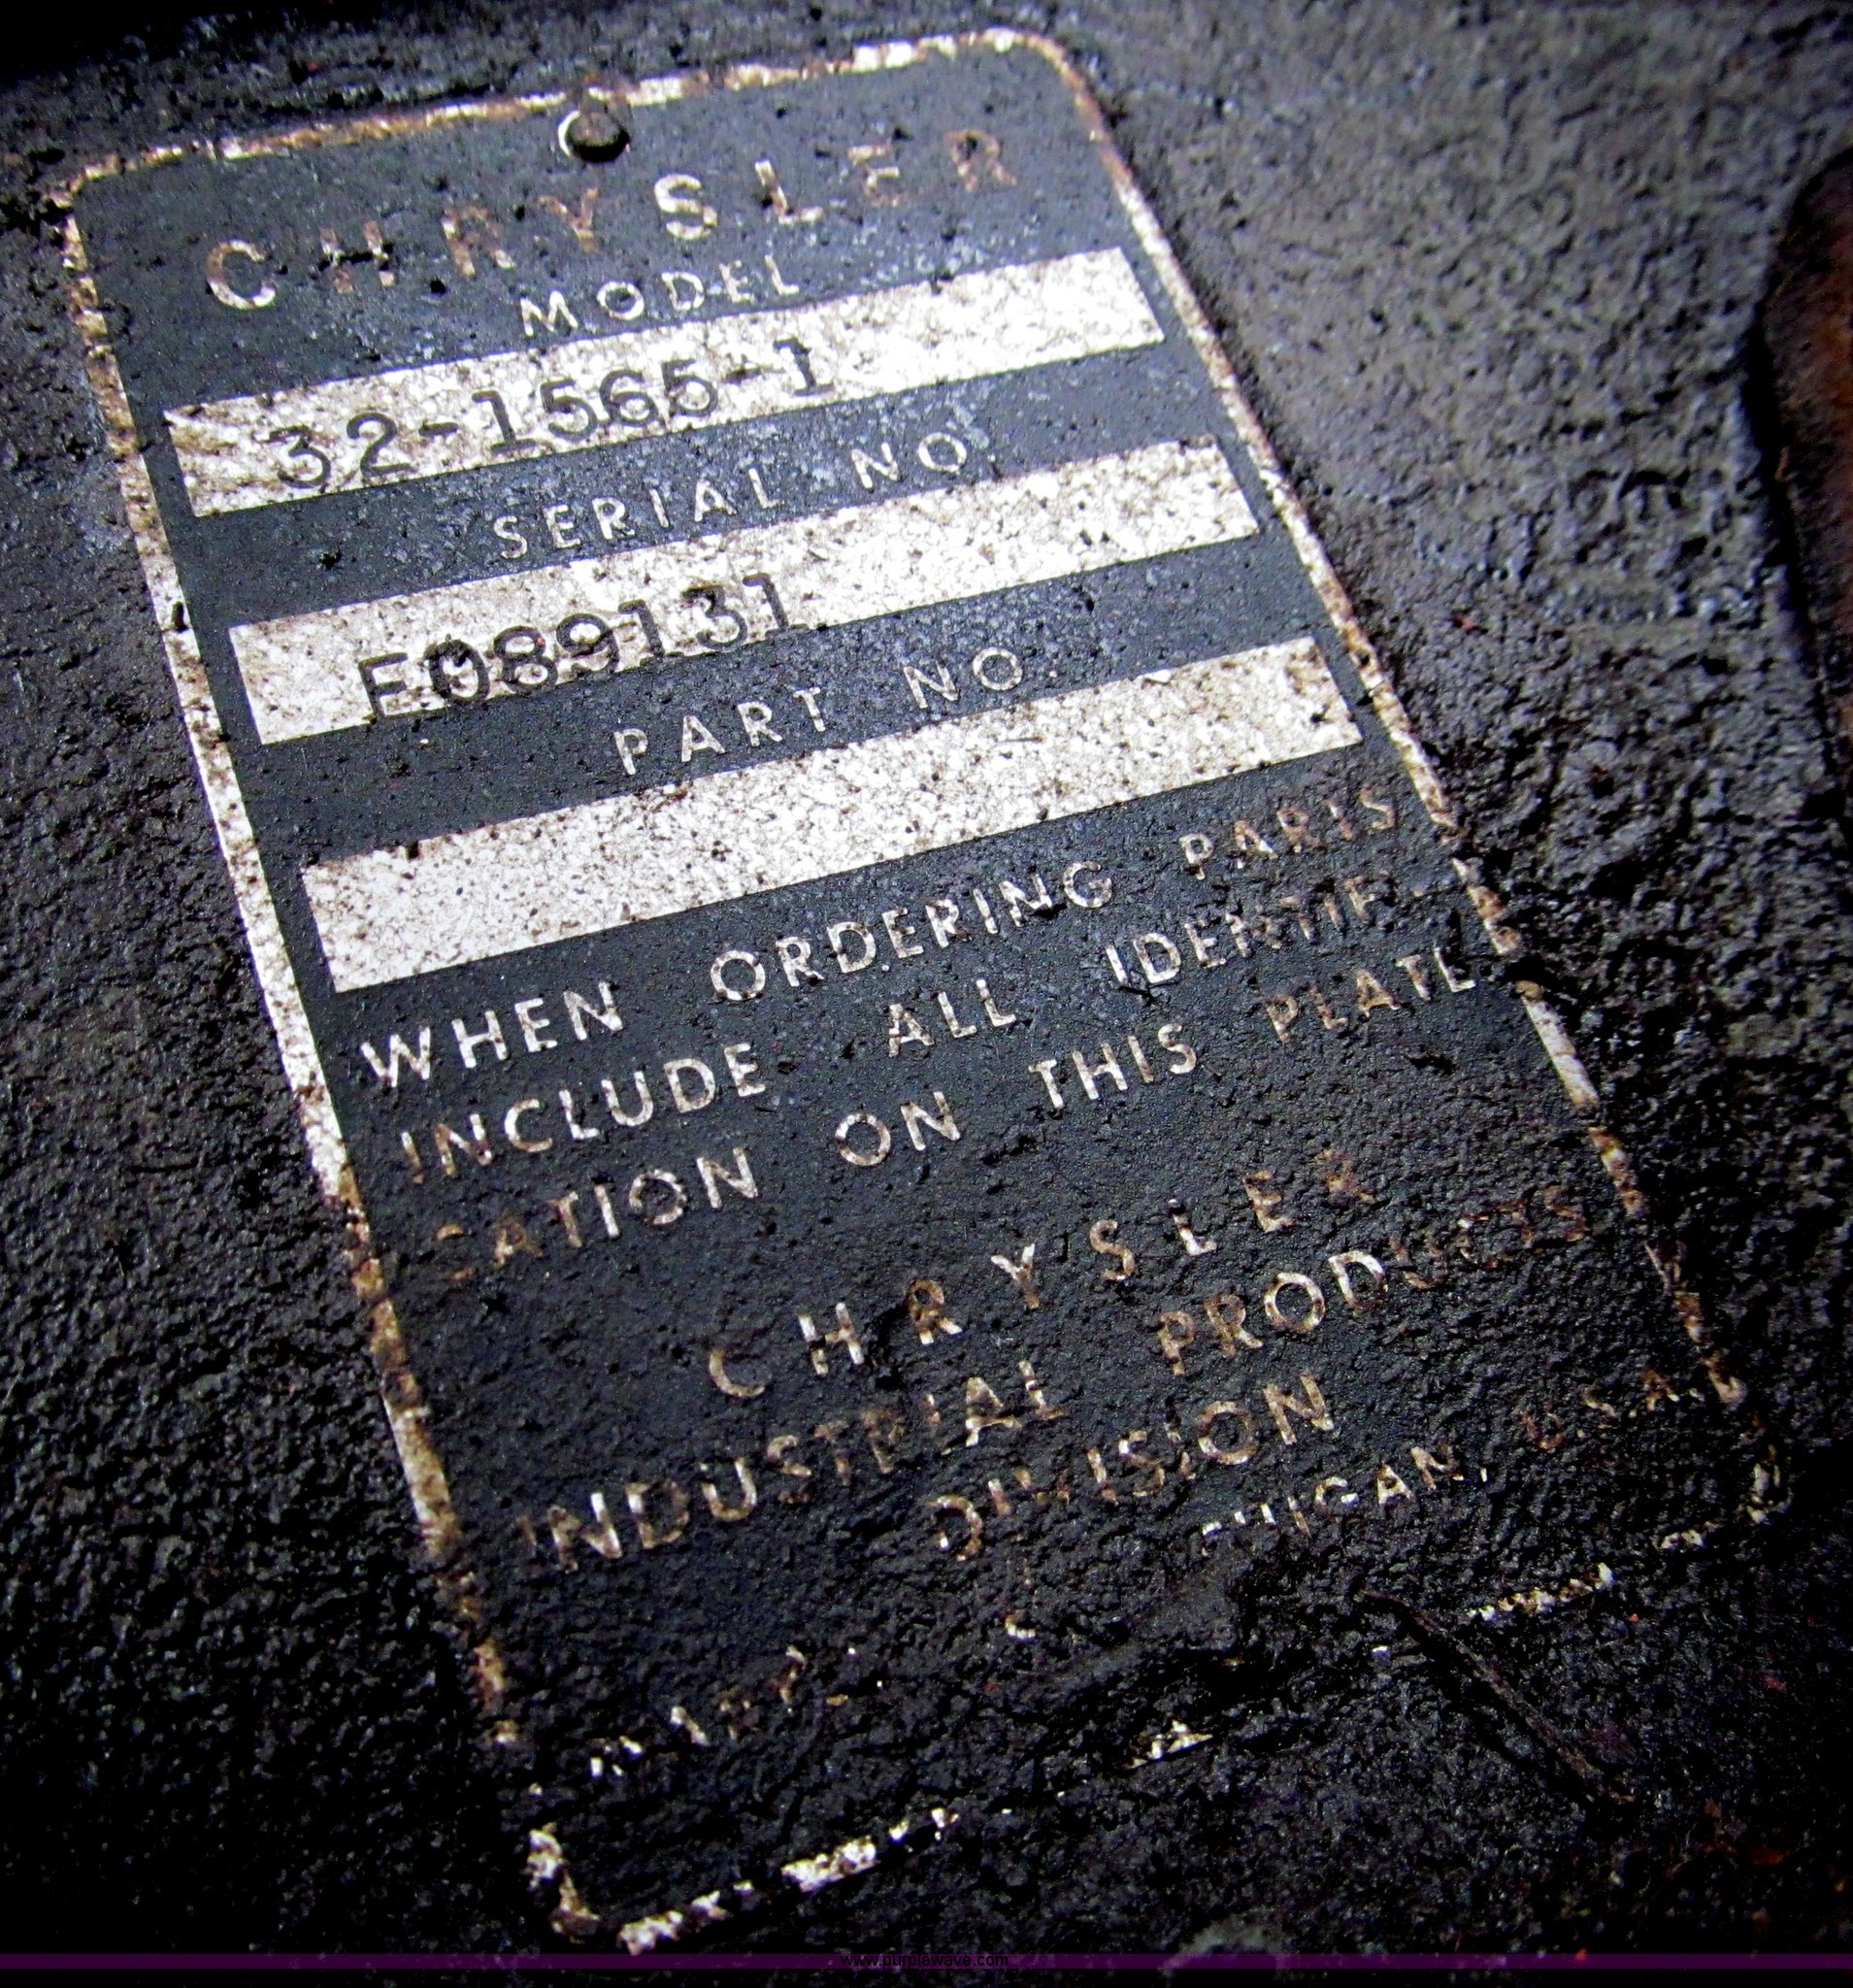 CHRYSLER
MODEL
32-1565-1
SERIAL NO.
E089131
PART NO.
WHEN ORDERING PARTS
INCLUDE ALL IDENTIFI-
CATION ON THIS PLATE
CHRYSLER
INDUSTRIAL PRODUCTS
DIVISION
MICHIGAN, U.S.A.
www.purplewave.com